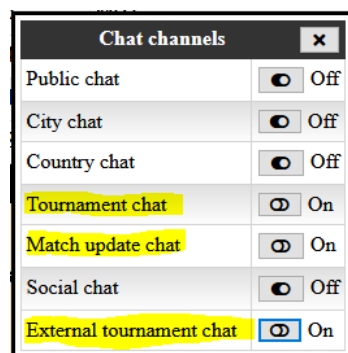 Chat channels ×
Public chat Off
City chat Off
Country chat Off
Tournament chat On
Match update chat On
Social chat Off
External tournament chat On